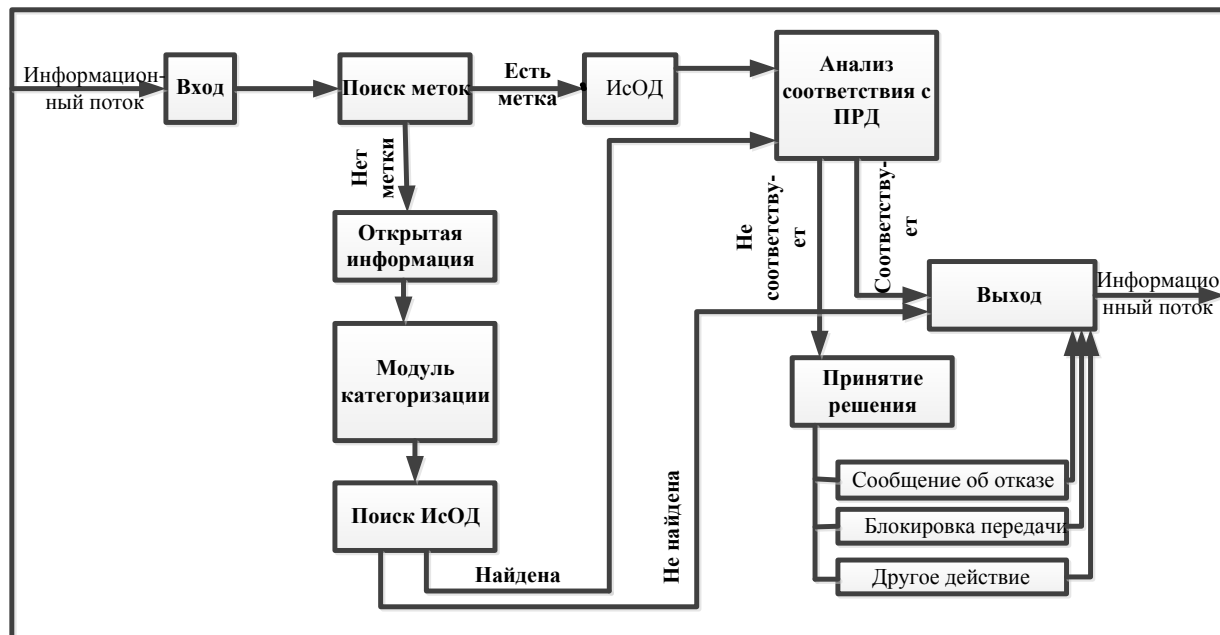 Информацион-
ный поток
Вход
Поиск меток
Есть
метка
ИсОД
Анализ
соответствия с
ПРД
Нет
метки
Открытая
информация
Модуль
категоризации
Поиск ИсОД
Найдена
Не найдена
Не
соответству-
ет
Соответству-
ет
Выход
Информацио
нный поток
Принятие
решения
Сообщение об отказе
Блокировка передачи
Другое действие